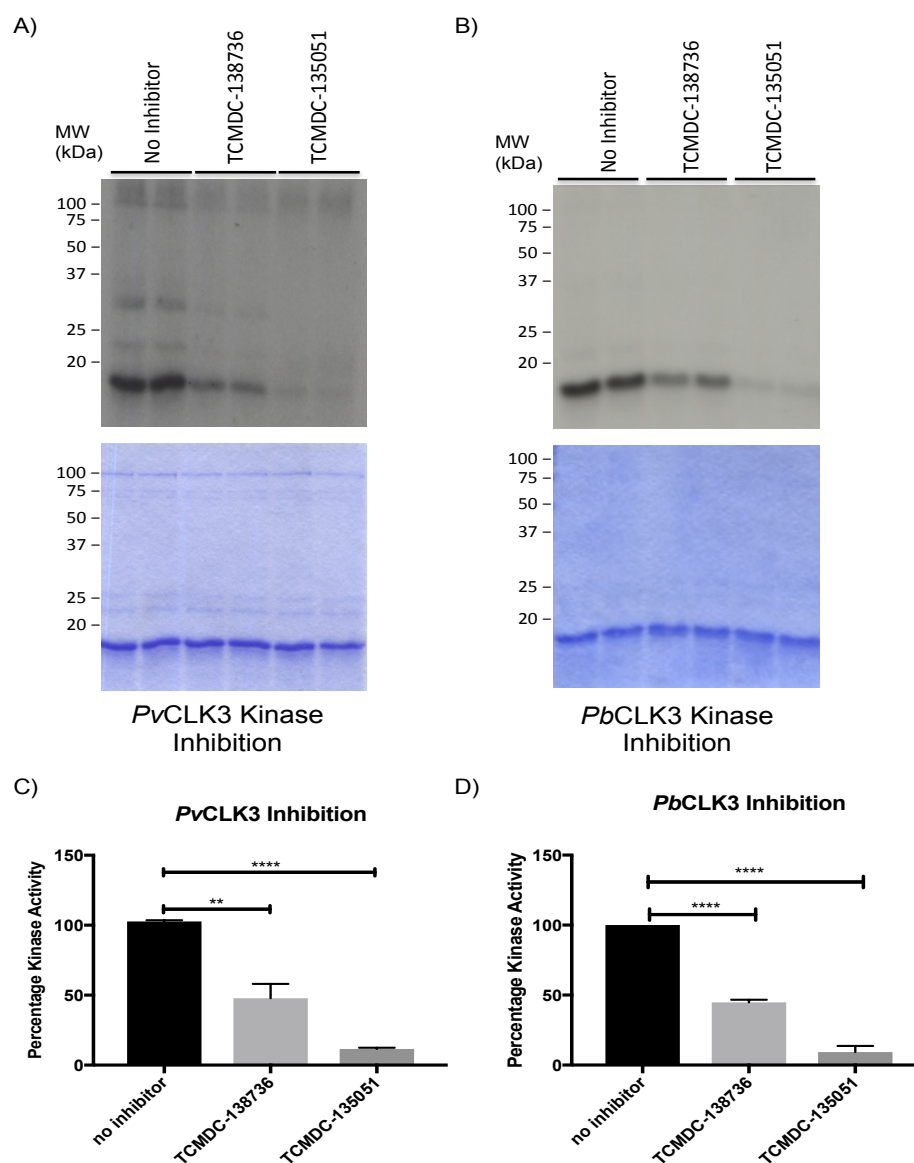 A)
No Inhibitor
TCMDC-138736
TCMDC-135051
MW
(kDa)
100 –
75 –
50 –
37 –
25 –
20 –
100 –
75 –
50 –
37 –
25 –
20 –
PvCLK3 Kinase
Inhibition
B)
No Inhibitor
TCMDC-138736
TCMDC-135051
MW
(kDa)
100 –
75 –
50 –
37 –
25 –
20 –
100 –
75 –
50 –
37 –
25 –
20 –
PbCLK3 Kinase
Inhibition
C)
PvCLK3 Inhibition
Percentage Kinase Activity
150
100
50
0
****
**
no inhibitor
TCMDC-138736
TCMDC-135051
D)
PbCLK3 Inhibition
Percentage Kinase Activity
150
100
50
0
****
****
no inhibitor
TCMDC-138736
TCMDC-135051